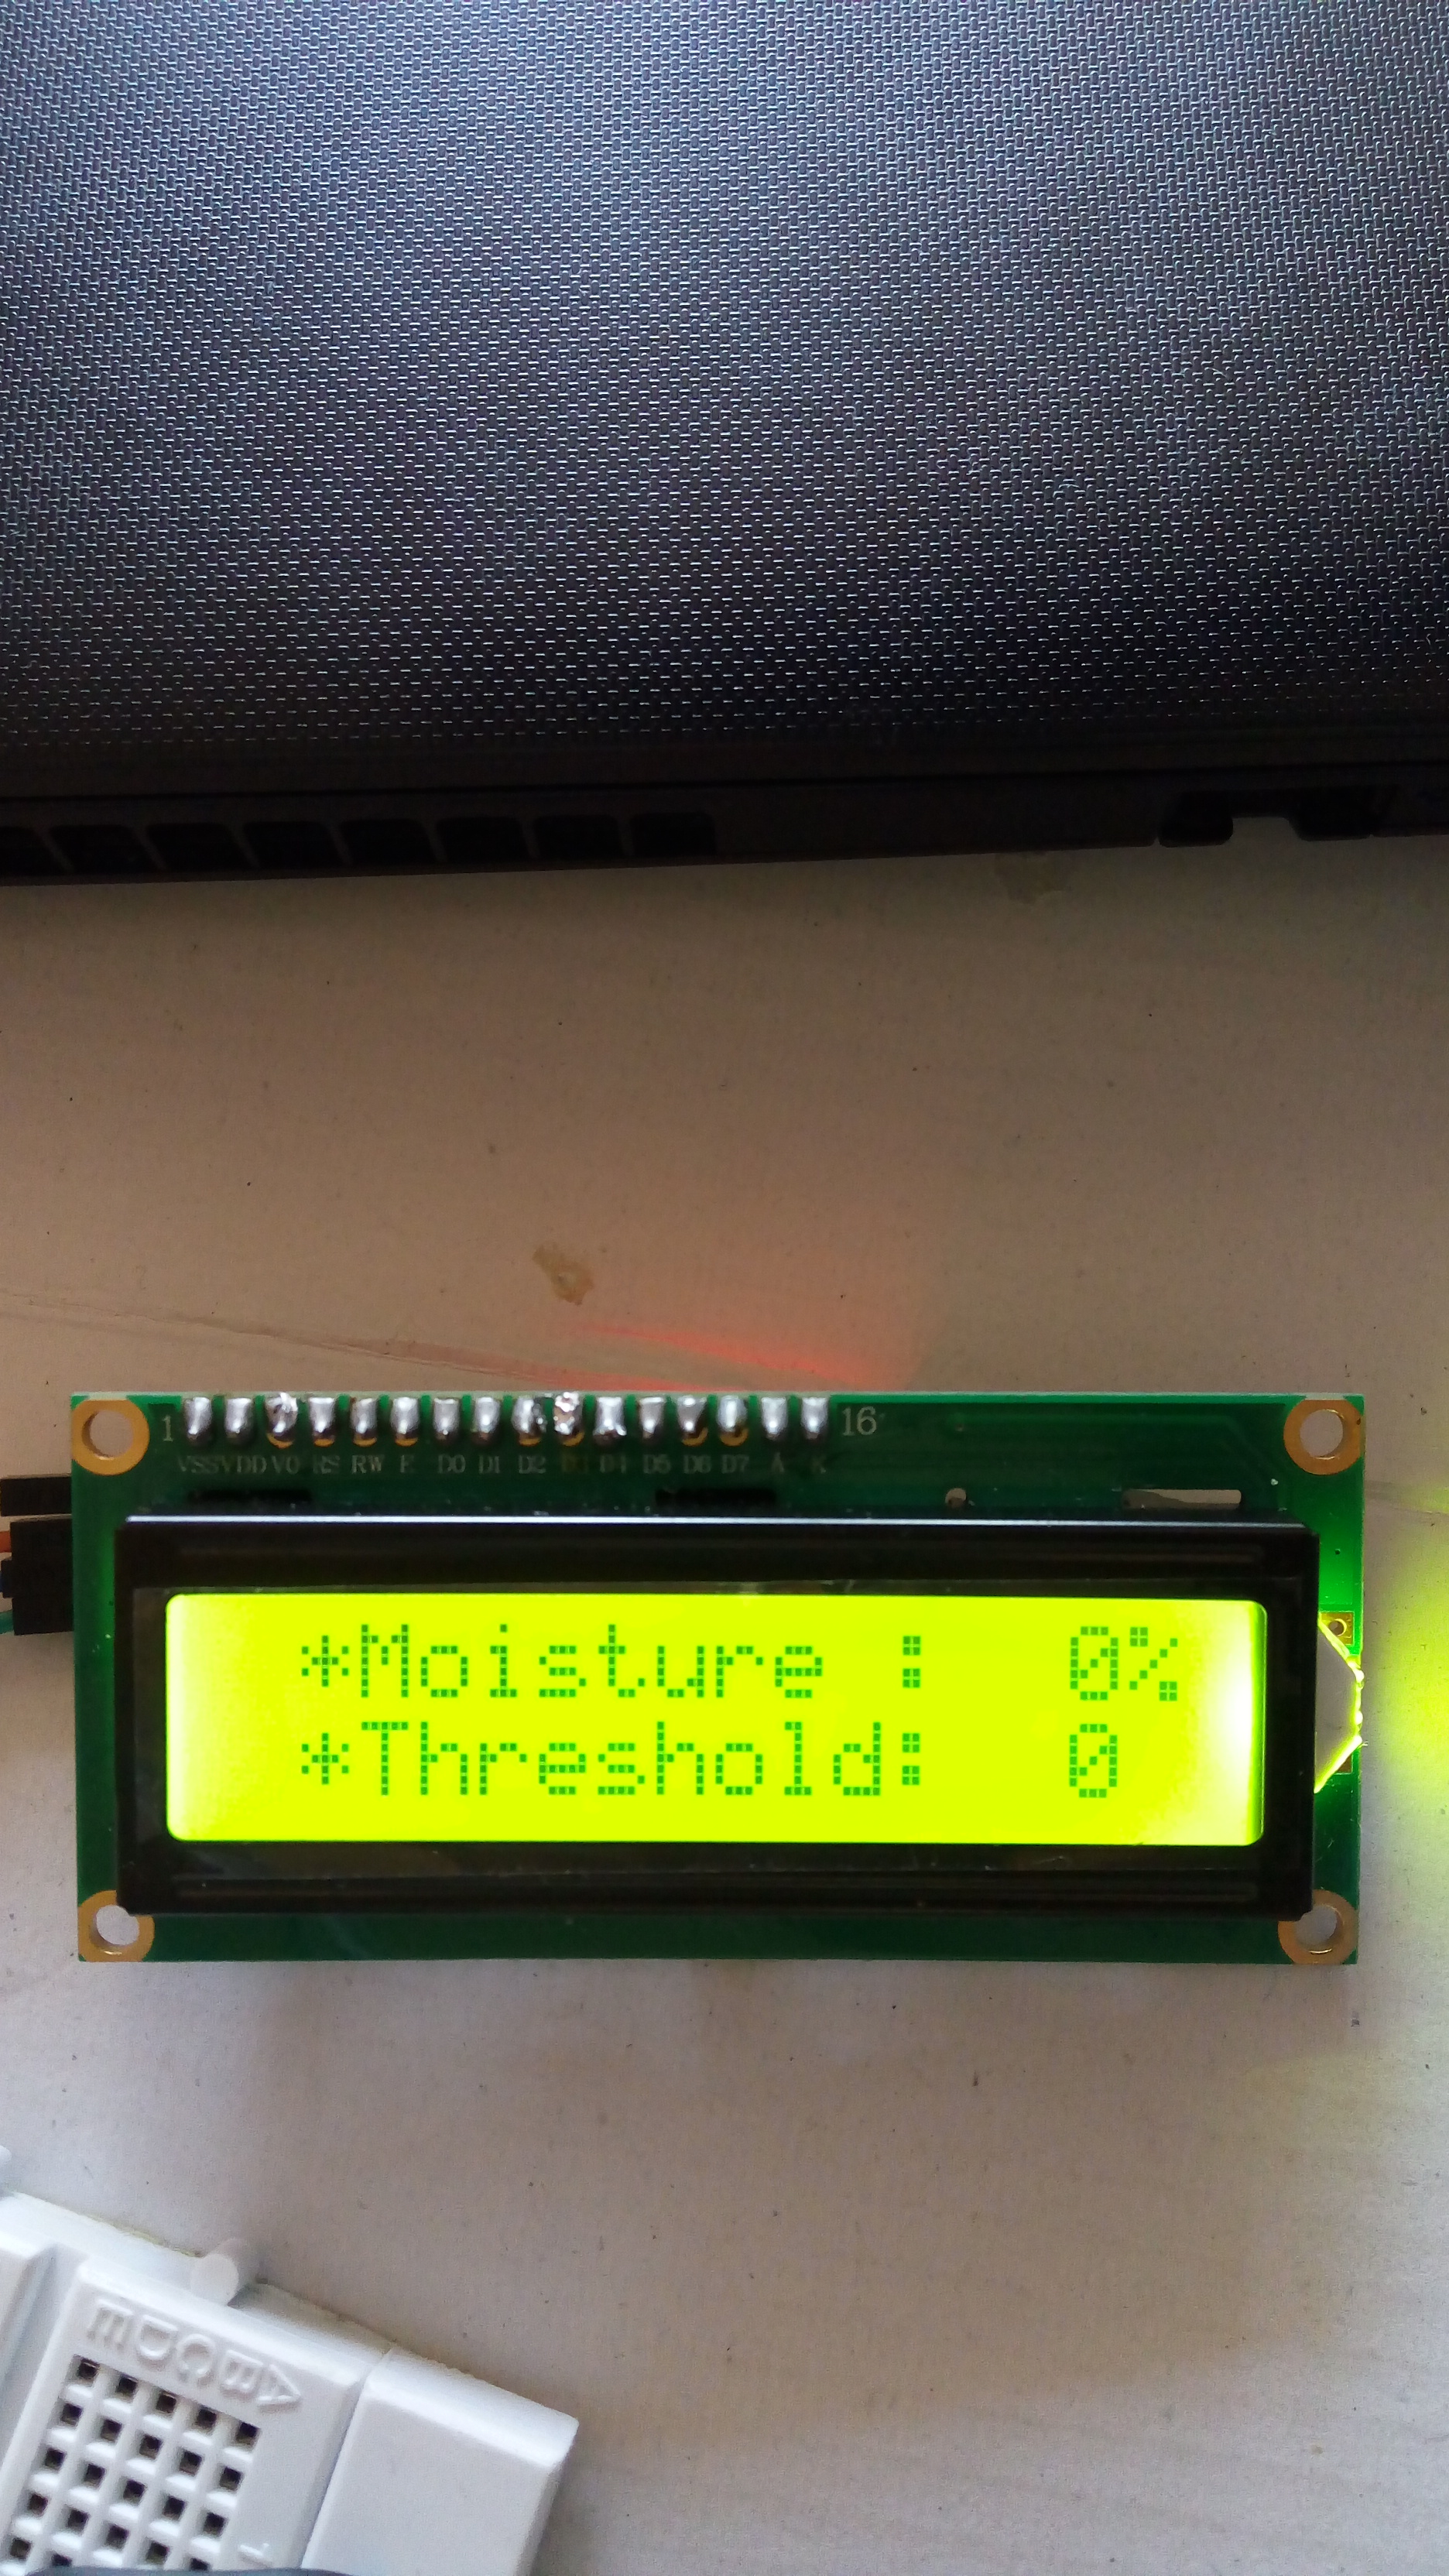 1 16
VSS VDD V0 RS RW E D0 D1 D2 D3 D4 D5 D6 D7 A K
*Moisture : 0%
*Threshold: 0
A B C D E